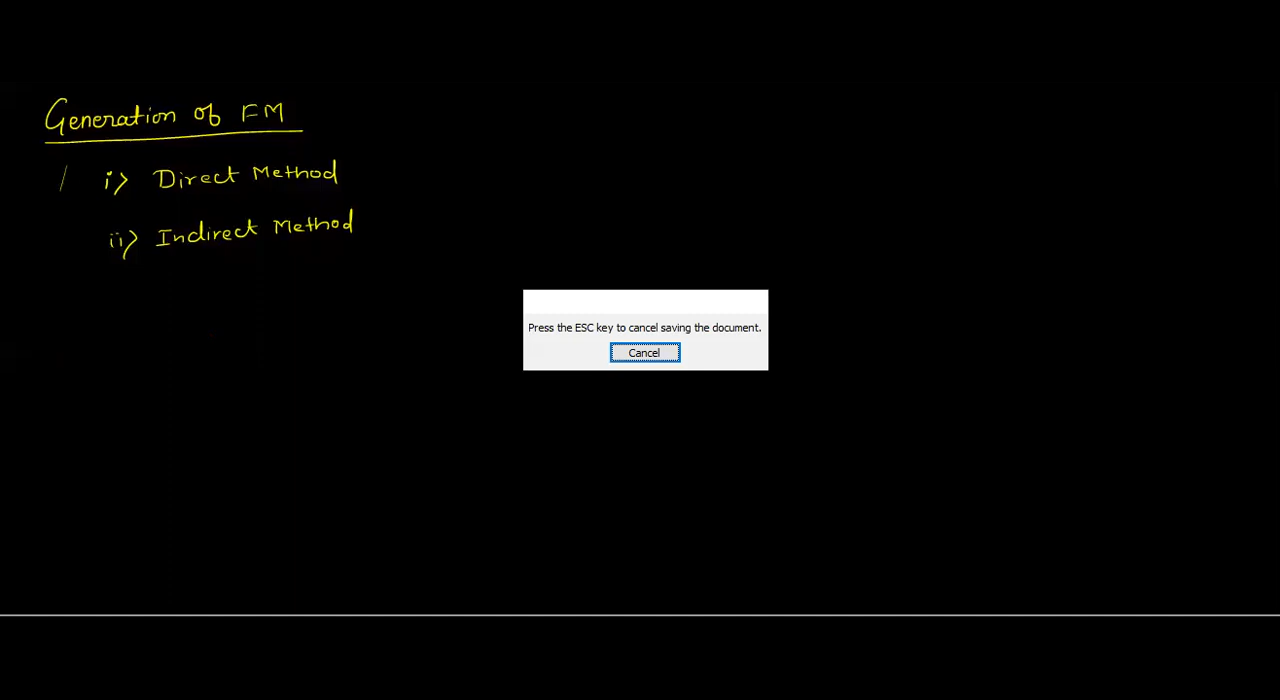 Generation of FM
i) Direct Method
ii) Indirect Method
Press the ESC key to cancel saving the document.
Cancel